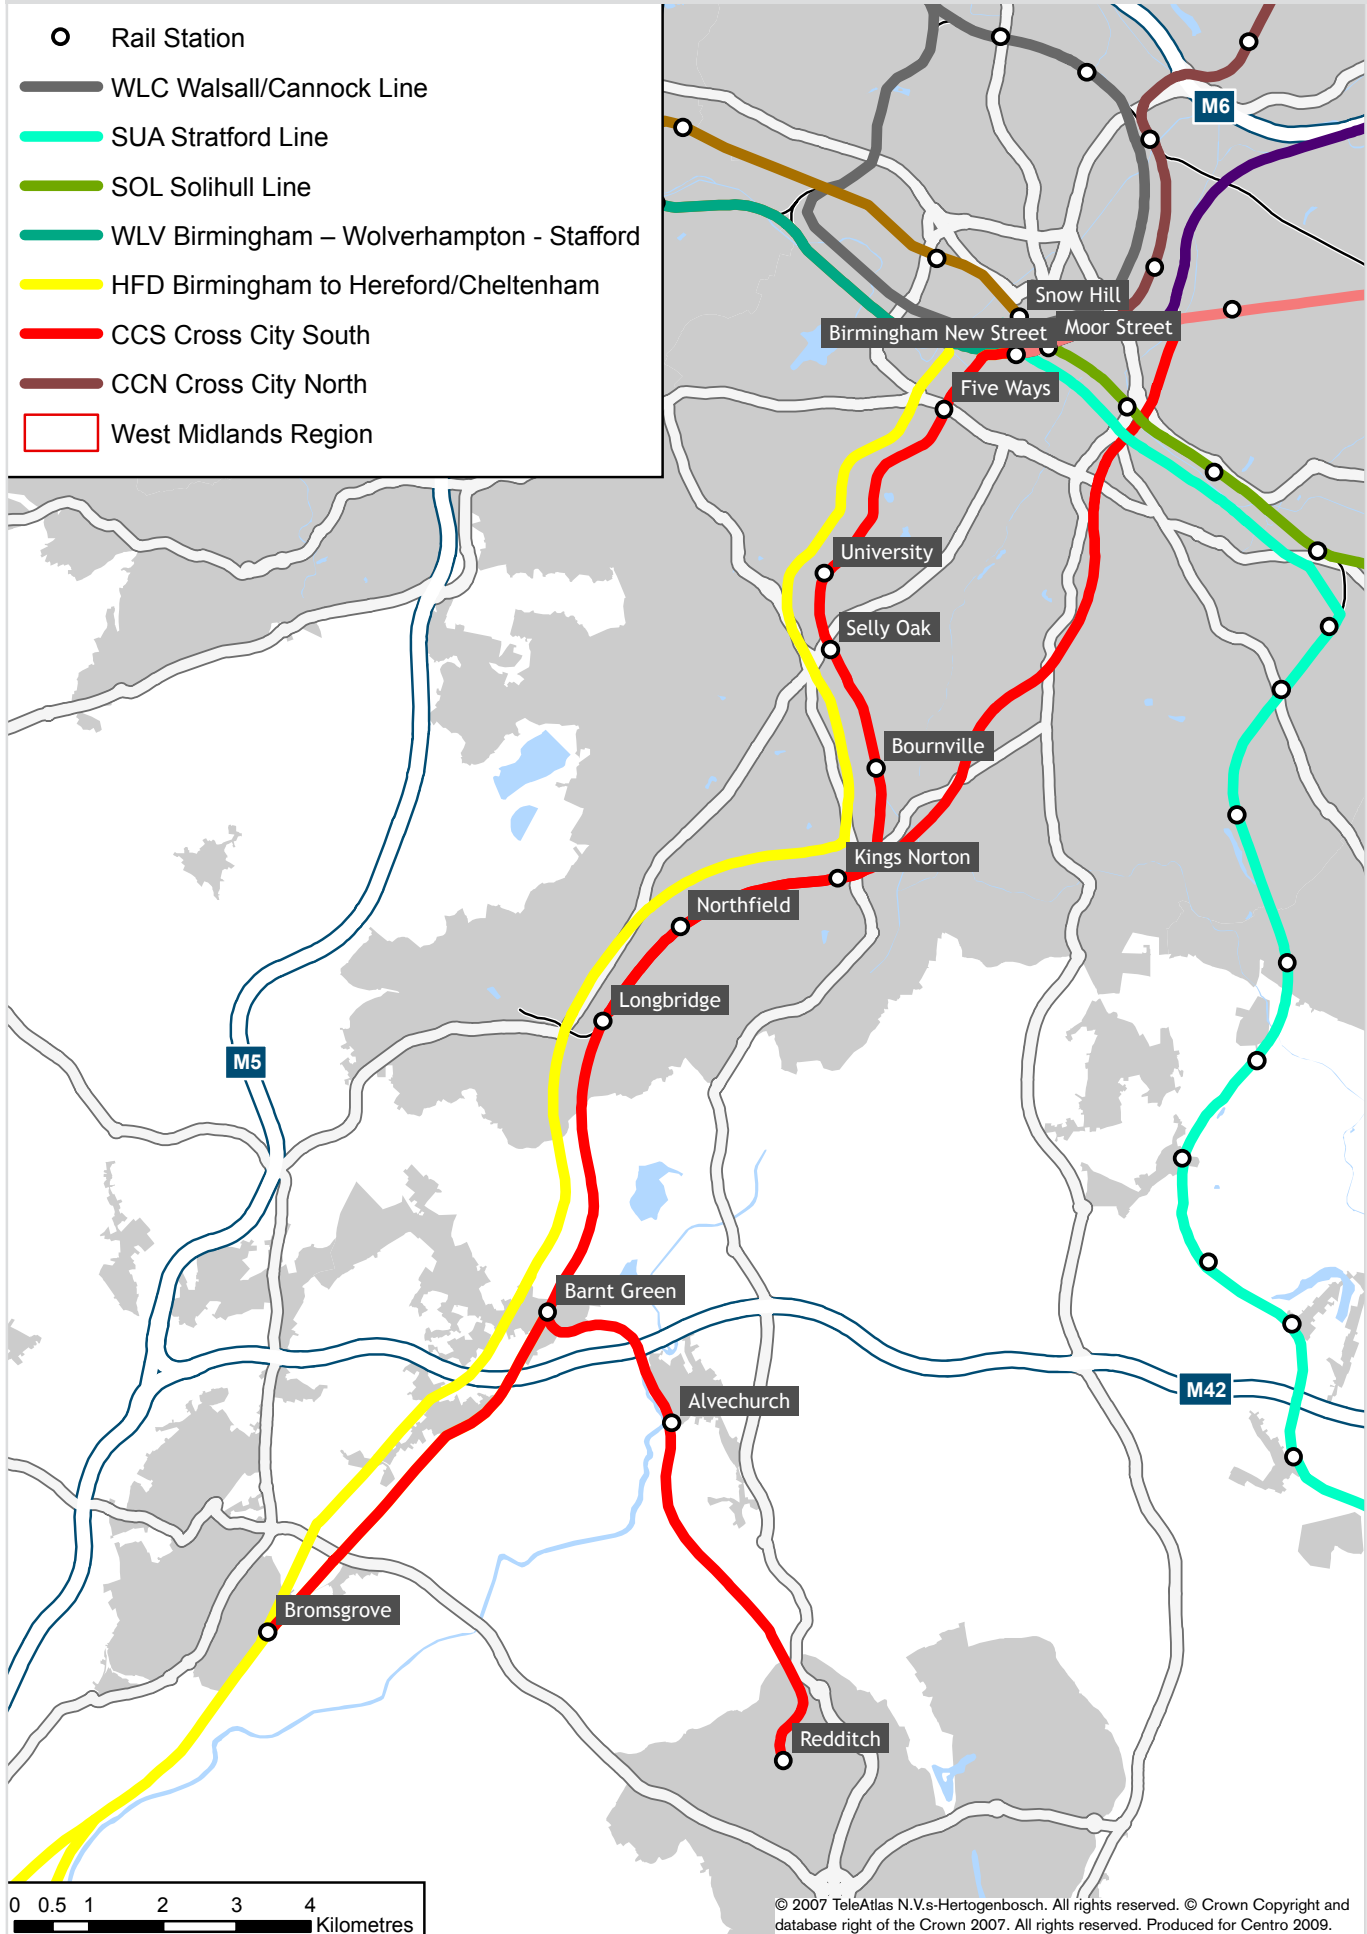 Rail Station
WLC Walsall/Cannock Line
SUA Stratford Line
SOL Solihull Line
WLV Birmingham – Wolverhampton - Stafford
HFD Birmingham to Hereford/Cheltenham
CCS Cross City South
CCN Cross City North
West Midlands Region
M6
Snow Hill
Birmingham New Street
Moor Street
Five Ways
University
Selly Oak
Bournville
Kings Norton
Northfield
Longbridge
M5
Barnt Green
M42
Alvechurch
Bromsgrove
Redditch
0 0.5 1 2 3 4
Kilometres
© 2007 TeleAtlas N.V.s-Hertogenbosch. All rights reserved. © Crown Copyright and
database right of the Crown 2007. All rights reserved. Produced for Centro 2009.